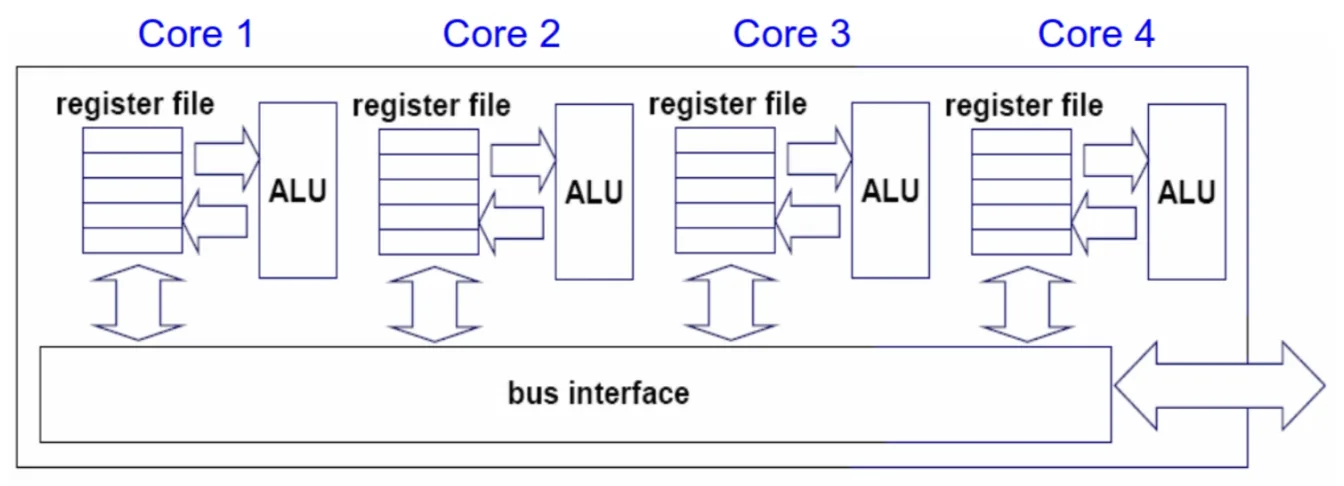 Core 1 Core 2 Core 3 Core 4
register file register file register file register file
ALU ALU ALU ALU
bus interface